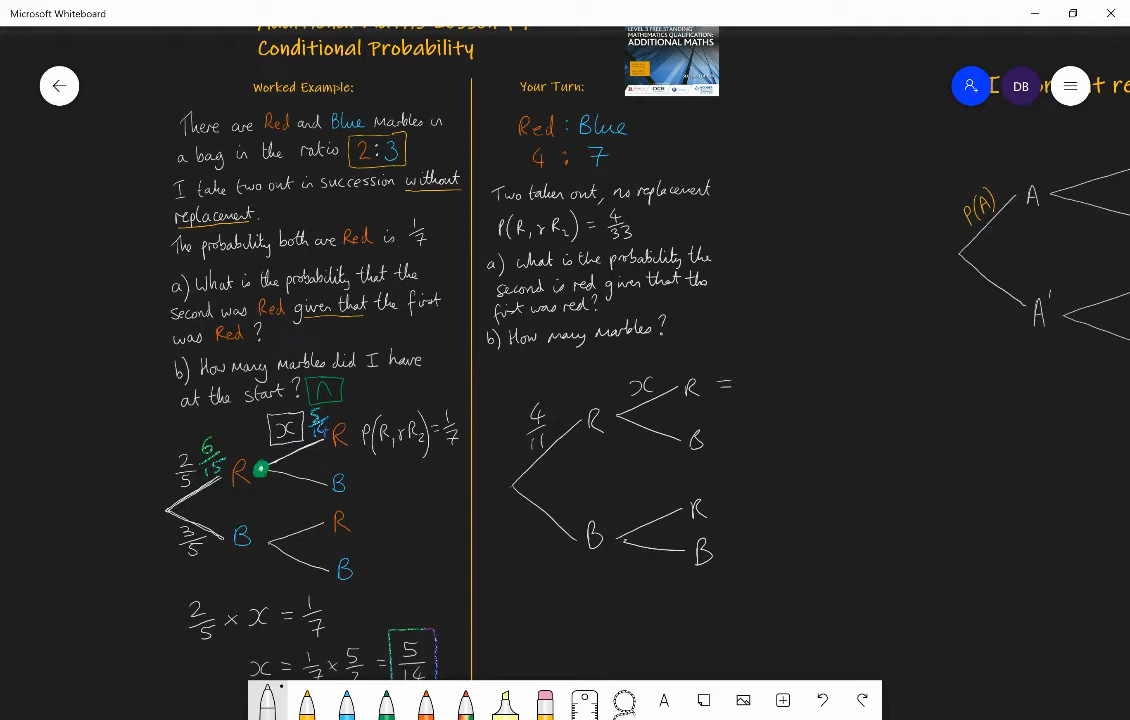 Microsoft Whiteboard
Conditional Probability
LEVEL 3 FREE STANDING
MATHEMATICS QUALIFICATION:
ADDITIONAL MATHS
DB
Worked Example:
There are Red and Blue Marbles in
a bag in the ratio 2:3
I take two out in succession without
replacement.
The probability both are Red is 1/7
a) What is the probability that the
second was Red given that the first
was Red?
b) How many marbles did I have
at the start? n
x 5/14 R P(R₁ r R₂) = 1/7
2/5 6/15 R
B
3/5 B
R
B
2/5 × x = 1/7
x = 1/7 × 5/2 = 5/14
Your Turn:
Red : Blue
4 : 7
Two taken out, no replacement
P(R₁ r R₂) = 4/33
a) what is the probability the
second is red given that the
first was red?
b) How many marbles?
x R =
4/11 R
B
R
B
B
P(A) A
A'
A